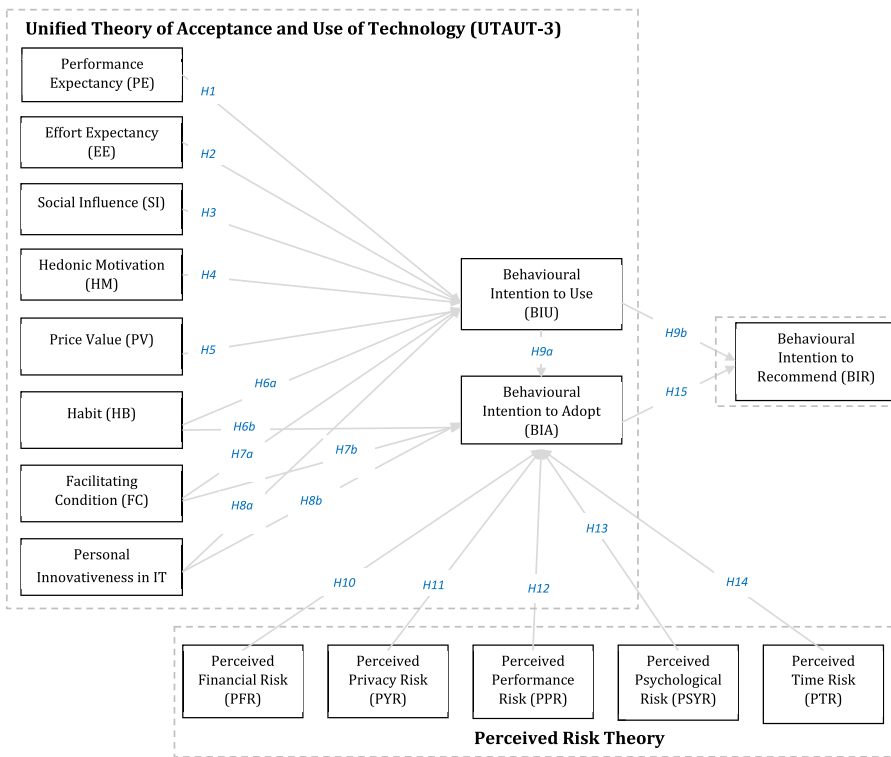 Unified Theory of Acceptance and Use of Technology (UTAUT-3)
Performance
Expectancy (PE)
H1
Effort Expectancy
(EE)
H2
Social Influence (SI)
H3
Hedonic Motivation
(HM)
H4
Behavioural
Intention to Use
(BIU)
Price Value (PV)
H5
H9a
H9b
Behavioural
Intention to
Recommend (BIR)
Habit (HB)
H6a
H6b
Behavioural
Intention to Adopt
(BIA)
H15
H7a
H7b
Facilitating
Condition (FC)
H8a
H8b
Personal
Innovativeness in IT
H10
H11
H12
H13
H14
Perceived
Financial Risk
(PFR)
Perceived
Privacy Risk
(PYR)
Perceived
Performance
Risk (PPR)
Perceived
Psychological
Risk (PSYR)
Perceived
Time Risk
(PTR)
Perceived Risk Theory